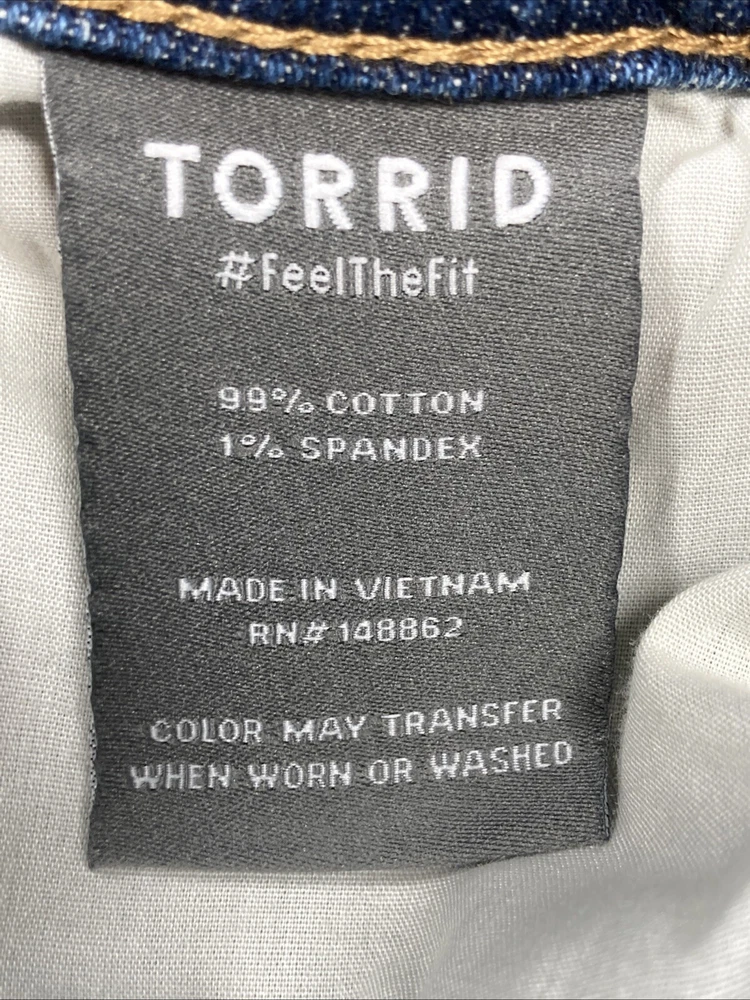 TORRID
#FeelTheFit
99% COTTON
1% SPANDEX
MADE IN VIETNAM
RN# 148862
COLOR MAY TRANSFER
WHEN WORN OR WASHED